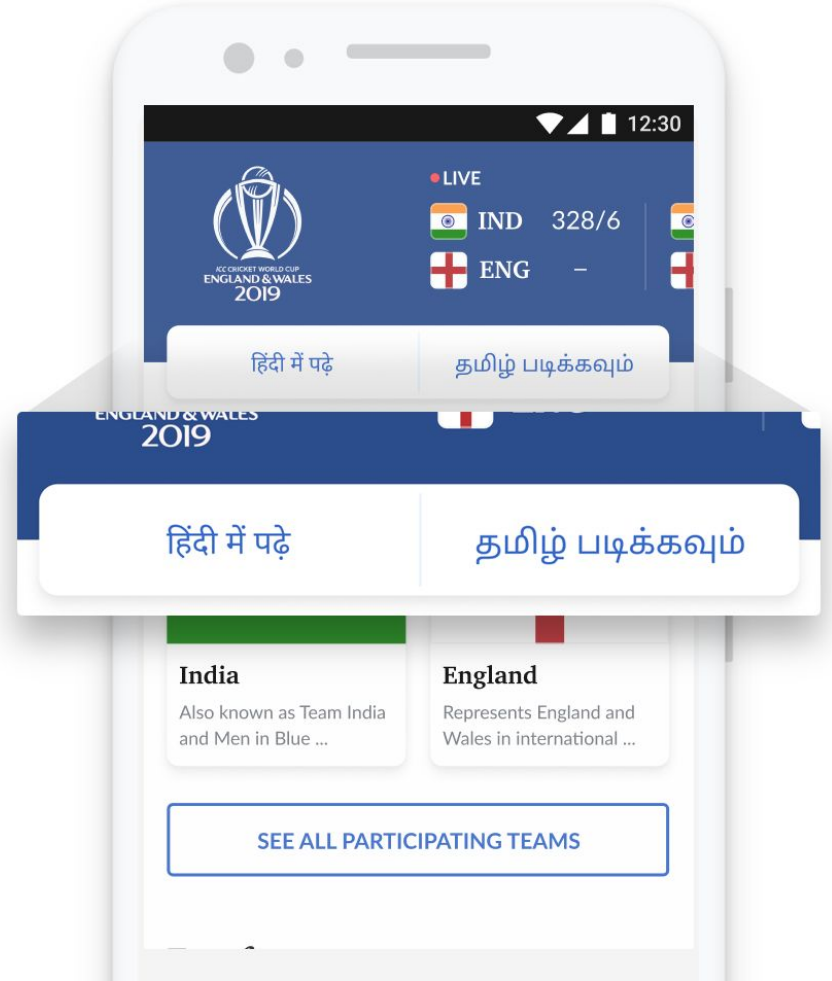 12:30
LIVE
IND 328/6
ENG –
ICC CRICKET WORLD CUP
ENGLAND & WALES
2019
हिंदी में पढ़े
தமிழ் படிக்கவும்
ENGLAND & WALES
2019
हिंदी में पढ़े
தமிழ் படிக்கவும்
India
Also known as Team India
and Men in Blue ...
England
Represents England and
Wales in international ...
SEE ALL PARTICIPATING TEAMS